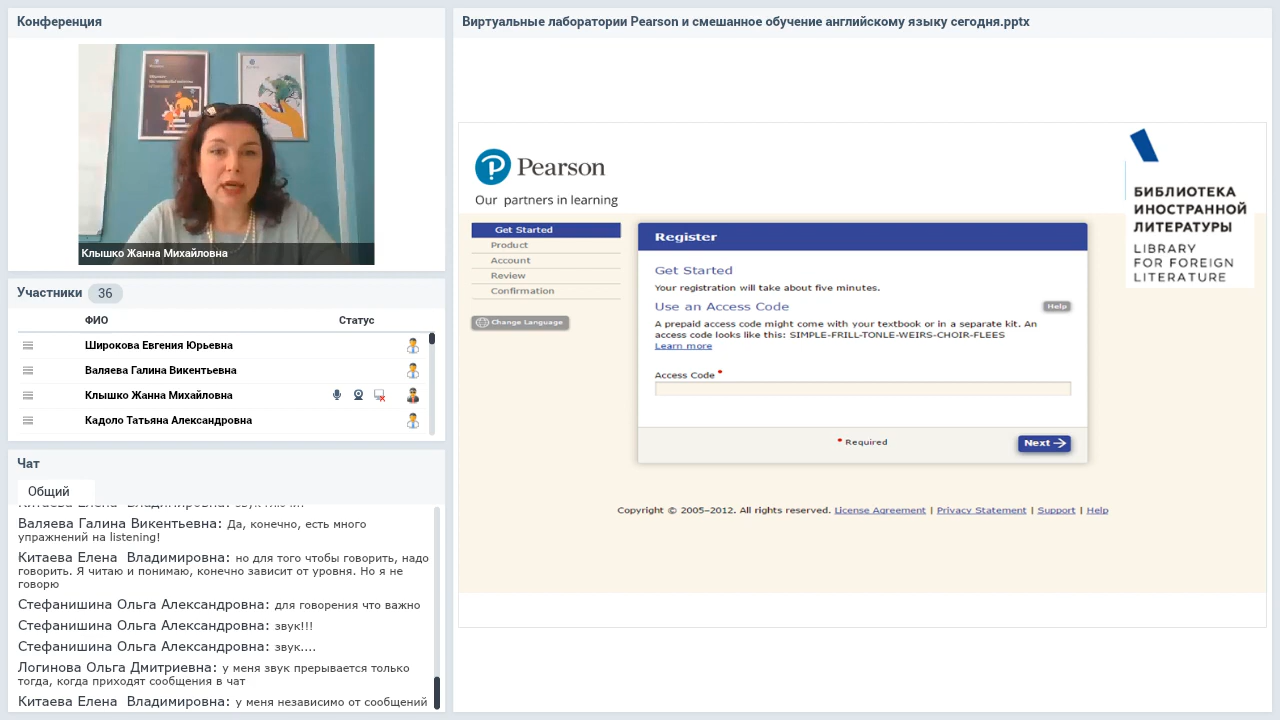 Конференция
Клышко Жанна Михайловна
Участники 36
ФИО Статус
Широкова Евгения Юрьевна
Валяева Галина Викентьевна
Клышко Жанна Михайловна
Кадоло Татьяна Александровна
Чат
Общий
Валяева Галина Викентьевна: Да, конечно, есть много
упражнений на listening!
Китаева Елена Владимировна: но для того чтобы говорить, надо
говорить. Я читаю и понимаю, конечно зависит от уровня. Но я не
говорю
Стефанишина Ольга Александровна: для говорения что важно
Стефанишина Ольга Александровна: звук!!!
Стефанишина Ольга Александровна: звук....
Логинова Ольга Дмитриевна: у меня звук прерывается только
тогда, когда приходят сообщения в чат
Китаева Елена Владимировна: у меня независимо от сообщений
Виртуальные лаборатории Pearson и смешанное обучение английскому языку сегодня.pptx
Pearson
Our partners in learning
БИБЛИОТЕКА
ИНОСТРАННОЙ
ЛИТЕРАТУРЫ
LIBRARY
FOR FOREIGN
LITERATURE
Get Started
Product
Account
Review
Confirmation
Change Language
Register
Get Started
Your registration will take about five minutes.
Use an Access Code
Help
A prepaid access code might come with your textbook or in a separate kit. An
access code looks like this: SIMPLE-FRILL-TONLE-WEIRS-CHOIR-FLEES
Learn more
Access Code *
* Required
Next
Copyright © 2005–2012. All rights reserved. License Agreement | Privacy Statement | Support | Help